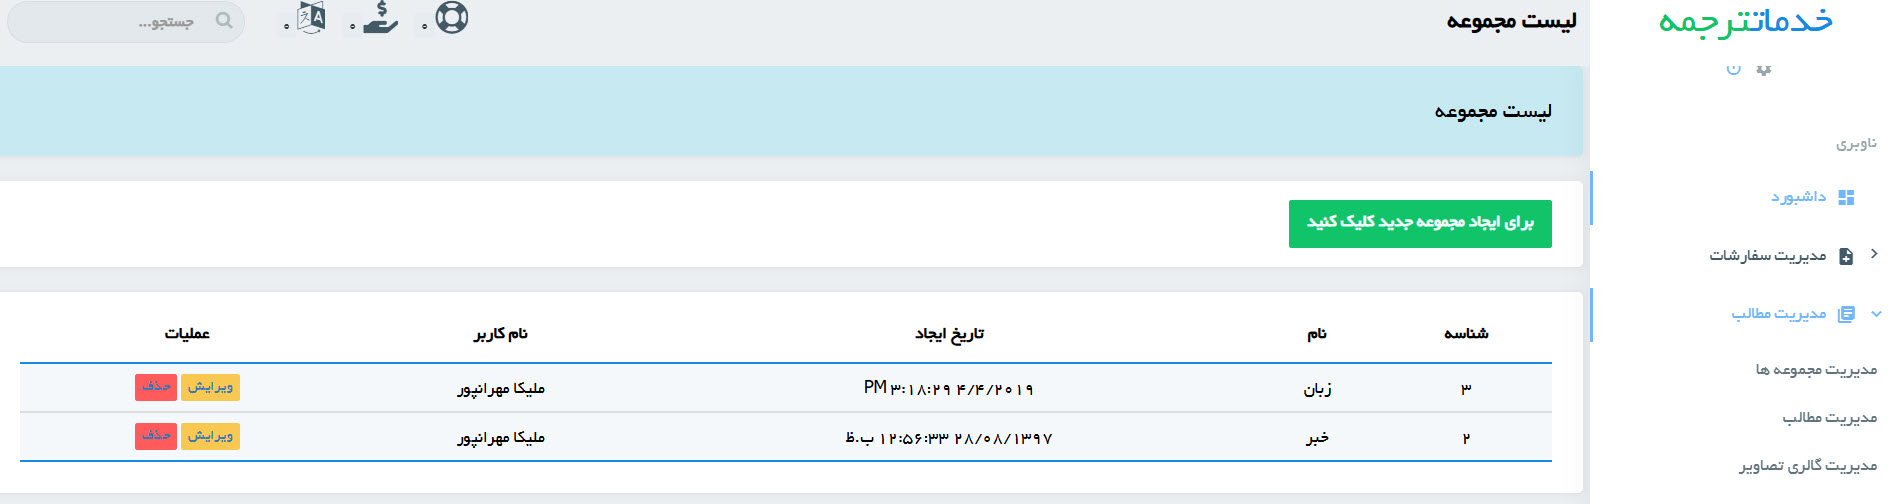 خدماتترجمه
ناوبری
داشبورد
مدیریت سفارشات
مدیریت مطالب
مدیریت مجموعه ها
مدیریت مطالب
مدیریت گالری تصاویر
لیست مجموعه
۰ ۰ ۰ جستجو...
لیست مجموعه
برای ایجاد مجموعه جدید کلیک کنید
شناسه نام تاریخ ایجاد نام کاربر عملیات
۳ زبان ۴/۴/۲۰۱۹ ۳:۱۸:۲۹ PM ملیکا مهرانپور ویرایش حذف
۲ خبر ۲۸/۰۸/۱۳۹۷ ۱۲:۵۶:۳۳ ب.ظ ملیکا مهرانپور ویرایش حذف